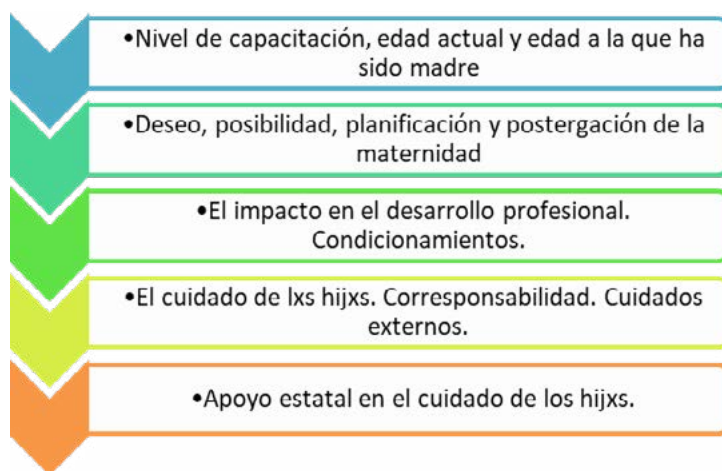 •Nivel de capacitación, edad actual y edad a la que ha
sido madre
•Deseo, posibilidad, planificación y postergación de la
maternidad
•El impacto en el desarrollo profesional.
Condicionamientos.
•El cuidado de lxs hijxs. Corresponsabilidad. Cuidados
externos.
•Apoyo estatal en el cuidado de los hijxs.